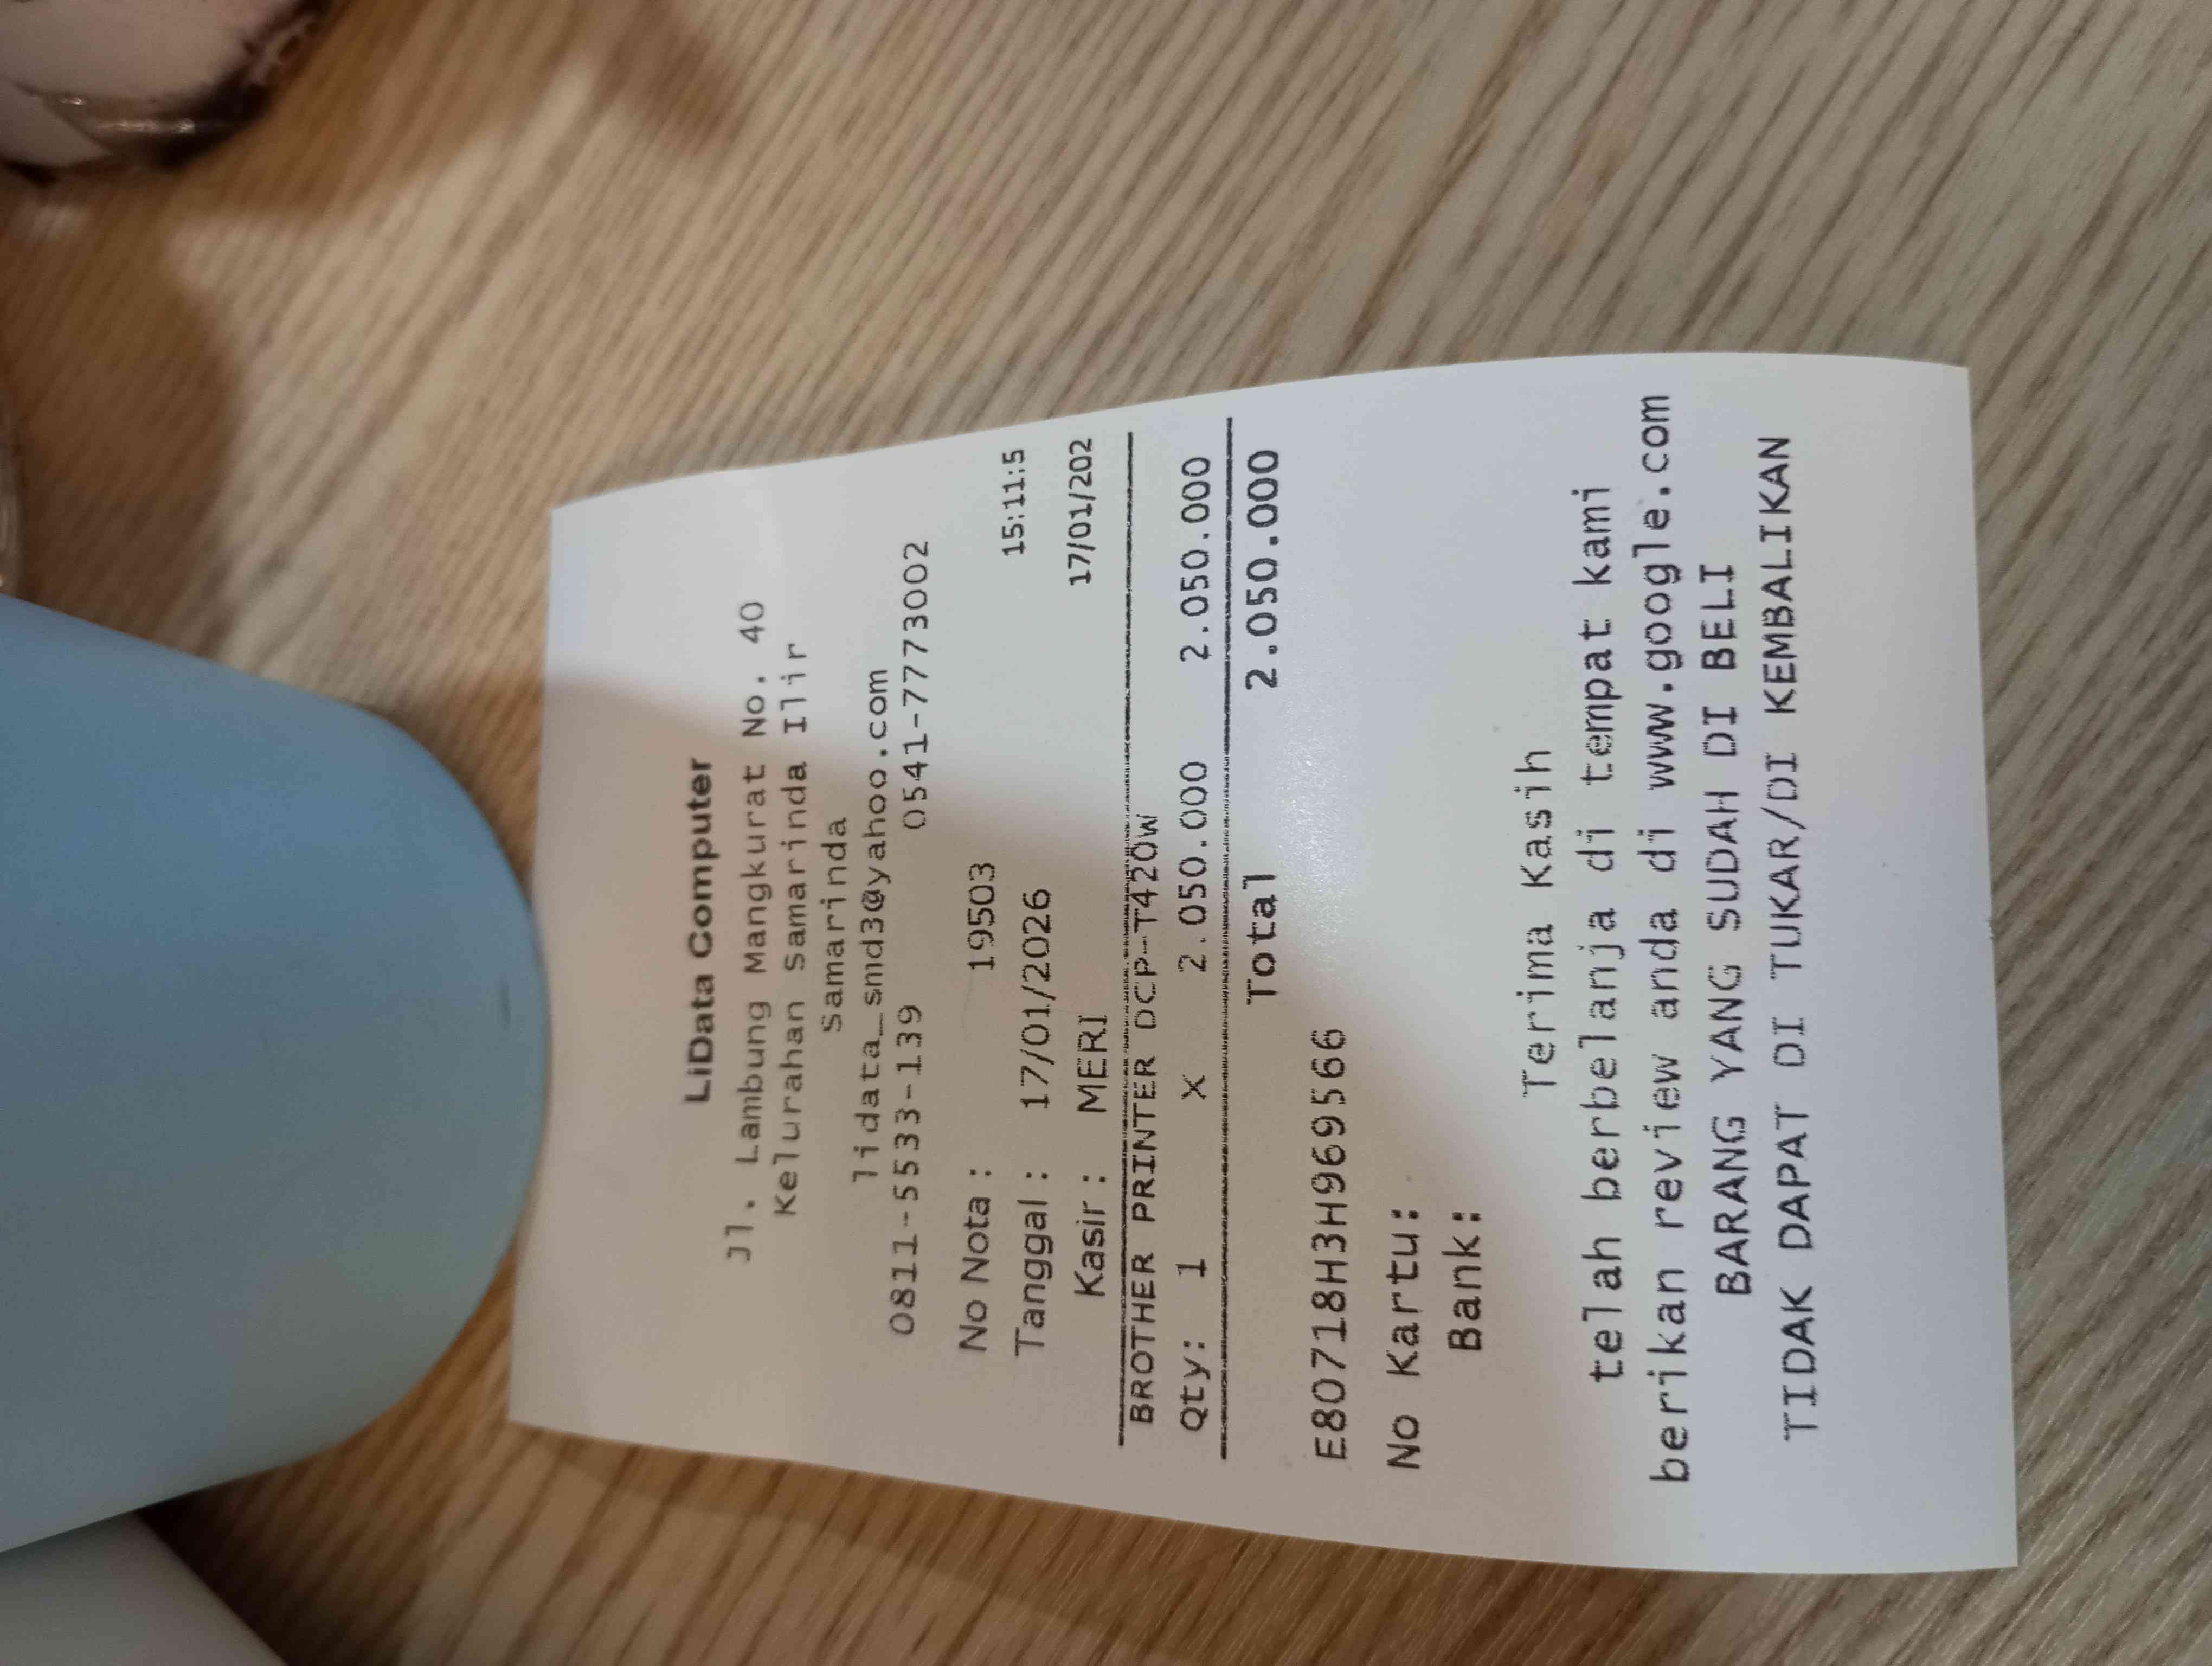 LiData Computer
Jl. Lambung Mangkurat No. 40
Kelurahan Samarinda Ilir
Samarinda
lidata_smd3@yahoo.com
0811-5533-139 0541-7773002
No Nota : 19503
Tanggal : 17/01/2026 15:11:5
Kasir : MERI 17/01/202
BROTHER PRINTER DCP-T420W
Qty: 1 X 2.050.000 2.050.000
Total 2.050.000
E80718H3H969566
No Kartu:
Bank:
Terima Kasih
telah berbelanja di tempat kami
berikan review anda di www.google.com
BARANG YANG SUDAH DI BELI
TIDAK DAPAT DI TUKAR/DI KEMBALIKAN